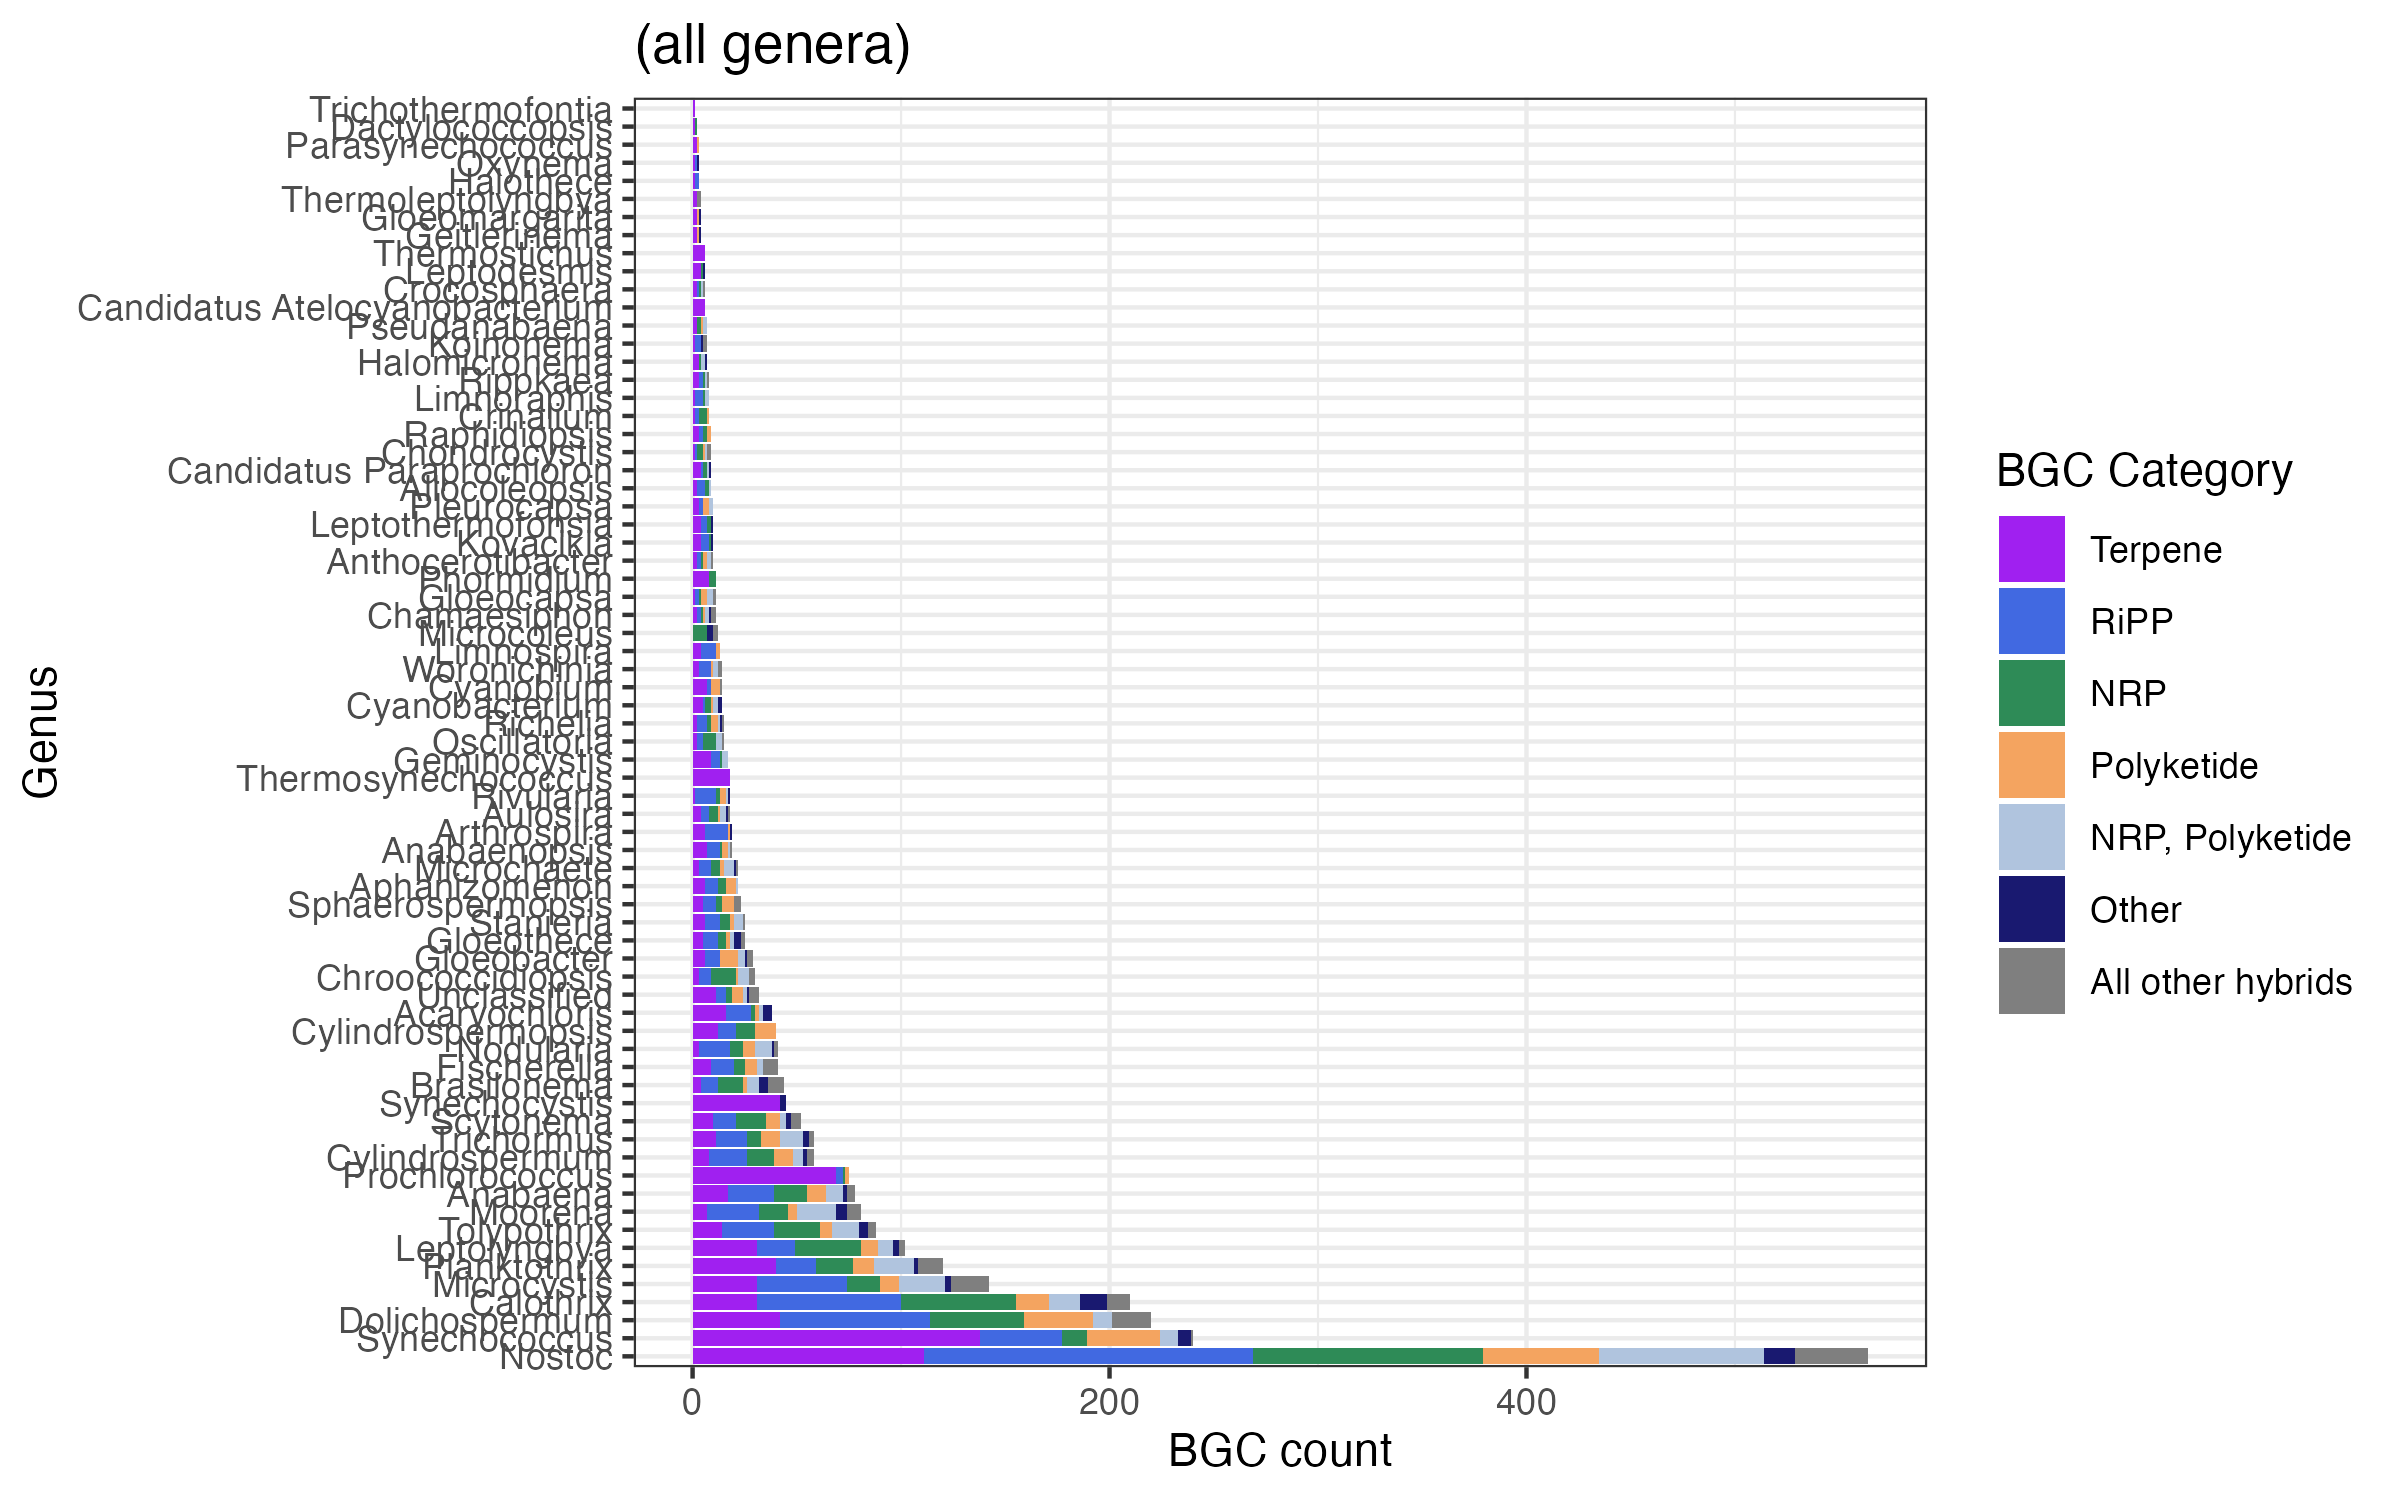 (all genera)
Trichothermofontia
Dactylococcopsis
Parasynechococcus
Oxynema
Halothece
Thermoleptolyngbya
Gloeomargarita
Geitlerinema
Thermostichus
Leptodesmis
Crocosphaera
Candidatus Atelocyanobacterium
Pseudanabaena
Koinonema
Halomicronema
Rippkaea
Limnoraphis
Crinalium
Raphidiopsis
Chondrocystis
Candidatus Paraprochloron
Allocoleopsis
Pleurocapsa
Leptothermofonsia
Kovacikia
Anthocerotibacter
Phormidium
Gloeocapsa
Chamaesiphon
Microcoleus
Limnospira
Woronichinia
Cyanobium
Cyanobacterium
Richelia
Oscillatoria
Geminocystis
Thermosynechococcus
Rivularia
Aulosira
Arthrospira
Anabaenopsis
Microchaete
Aphanizomenon
Sphaerospermopsis
Stanieria
Gloeothece
Gloeobacter
Chroococcidiopsis
Unclassified
Acaryochloris
Cylindrospermopsis
Nodularia
Fischerella
Brasilonema
Synechocystis
Scytonema
Trichormus
Cylindrospermum
Prochlorococcus
Anabaena
Moorena
Tolypothrix
Leptolyngbya
Planktothrix
Microcystis
Calothrix
Dolichospermum
Synechococcus
Nostoc
Genus
0
200
400
BGC count
BGC Category
Terpene
RiPP
NRP
Polyketide
NRP, Polyketide
Other
All other hybrids